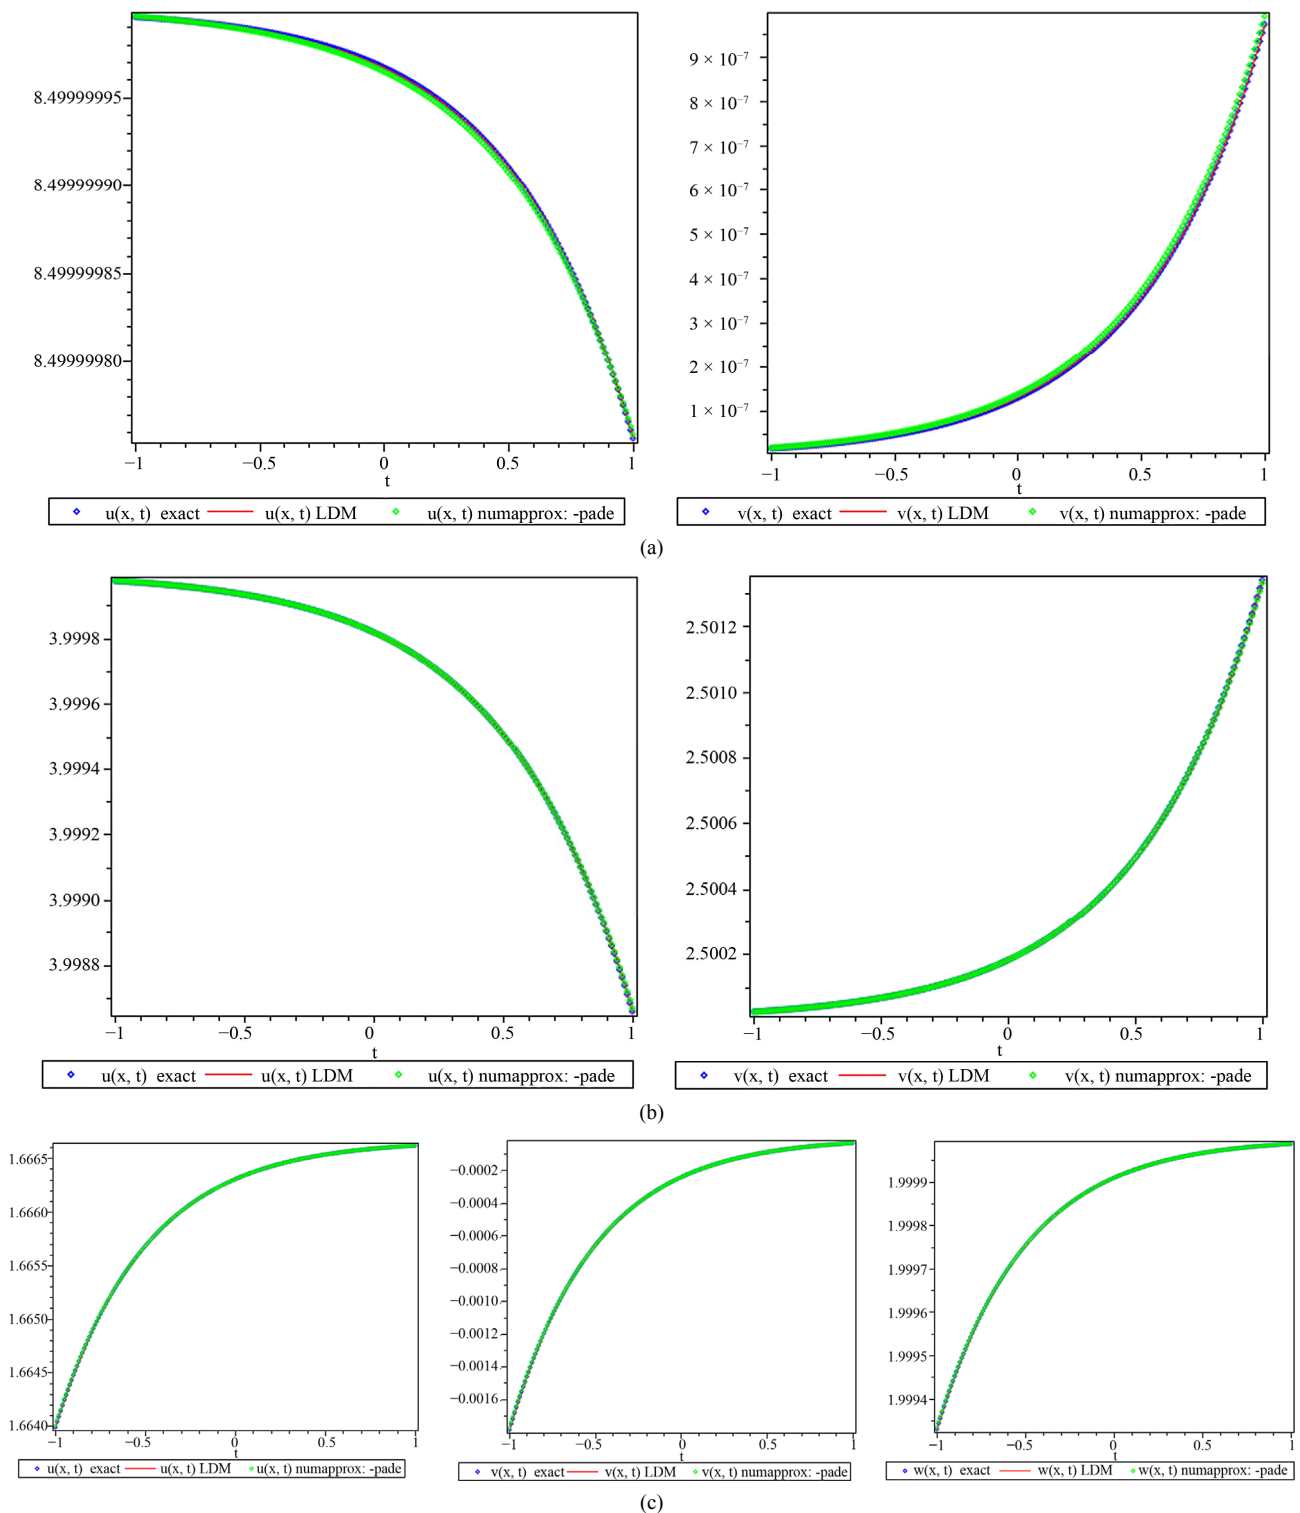 8.49999995
8.49999990
8.49999985
8.49999980
−1 −0.5 0 0.5 1
t
u(x, t) exact u(x, t) LDM u(x, t) numapprox: -pade
9 × 10⁻⁷
8 × 10⁻⁷
7 × 10⁻⁷
6 × 10⁻⁷
5 × 10⁻⁷
4 × 10⁻⁷
3 × 10⁻⁷
2 × 10⁻⁷
1 × 10⁻⁷
−1 −0.5 0 0.5 1
t
v(x, t) exact v(x, t) LDM v(x, t) numapprox: -pade
(a)
3.9998
3.9996
3.9994
3.9992
3.9990
3.9988
−1 −0.5 0 0.5 1
t
u(x, t) exact u(x, t) LDM u(x, t) numapprox: -pade
2.5012
2.5010
2.5008
2.5006
2.5004
2.5002
−1 −0.5 0 0.5 1
t
v(x, t) exact v(x, t) LDM v(x, t) numapprox: -pade
(b)
1.6665
1.6660
1.6655
1.6650
1.6645
1.6640
−1 −0.5 0 0.5 1
t
u(x, t) exact u(x, t) LDM u(x, t) numapprox: -pade
−0.0002
−0.0004
−0.0006
−0.0008
−0.0010
−0.0012
−0.0014
−0.0016
−1 −0.5 0 0.5 1
t
v(x, t) exact v(x, t) LDM v(x, t) numapprox: -pade
1.9999
1.9998
1.9997
1.9996
1.9995
1.9994
−1 −0.5 0 0.5 1
t
w(x, t) exact w(x, t) LDM w(x, t) numapprox: -pade
(c)